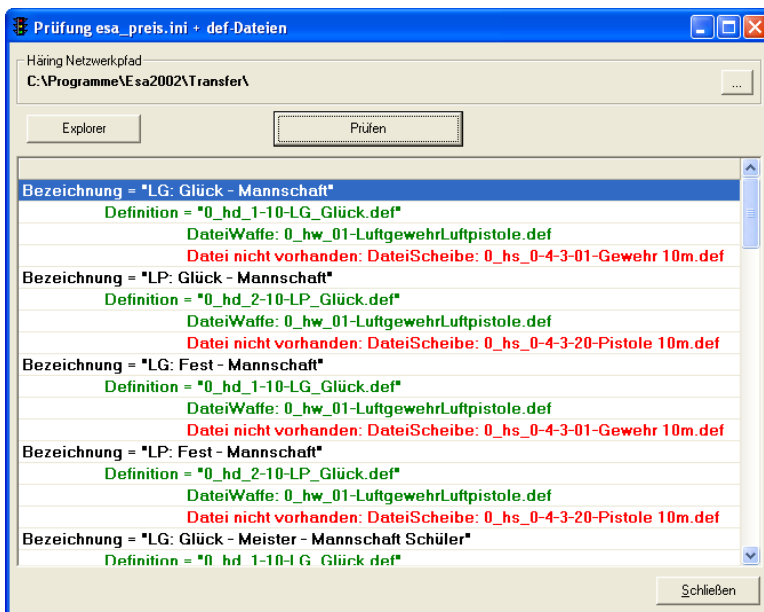 Prüfung esa_preis.ini + def-Dateien
Häring Netzwerkpfad
C:\Programme\Esa2002\Transfer\
...
Explorer
Prüfen
Bezeichnung = "LG: Glück - Mannschaft"
Definition = "0_hd_1-10-LG_Glück.def"
DateiWaffe: 0_hw_01-LuftgewehrLuftpistole.def
Datei nicht vorhanden: DateiScheibe: 0_hs_0-4-3-01-Gewehr 10m.def
Bezeichnung = "LP: Glück - Mannschaft"
Definition = "0_hd_2-10-LP_Glück.def"
DateiWaffe: 0_hw_01-LuftgewehrLuftpistole.def
Datei nicht vorhanden: DateiScheibe: 0_hs_0-4-3-20-Pistole 10m.def
Bezeichnung = "LG: Fest - Mannschaft"
Definition = "0_hd_1-10-LG_Glück.def"
DateiWaffe: 0_hw_01-LuftgewehrLuftpistole.def
Datei nicht vorhanden: DateiScheibe: 0_hs_0-4-3-01-Gewehr 10m.def
Bezeichnung = "LP: Fest - Mannschaft"
Definition = "0_hd_2-10-LP_Glück.def"
DateiWaffe: 0_hw_01-LuftgewehrLuftpistole.def
Datei nicht vorhanden: DateiScheibe: 0_hs_0-4-3-20-Pistole 10m.def
Bezeichnung = "LG: Glück - Meister - Mannschaft Schüler"
Definition = "0_hd_1-10-LG_Glück.def"
Schließen